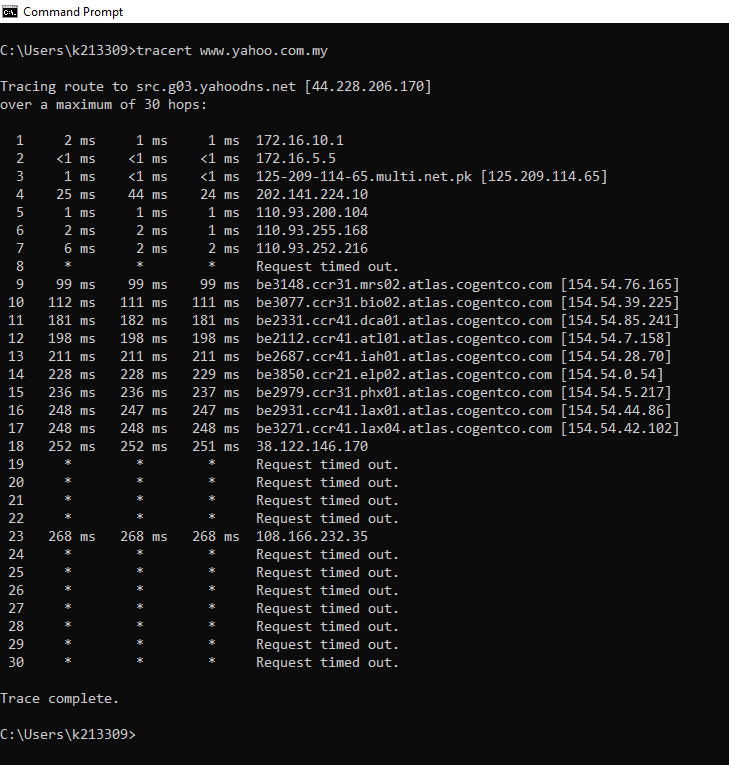 Command Prompt
C:\Users\k213309>tracert www.yahoo.com.my
Tracing route to src.g03.yahoodns.net [44.228.206.170]
over a maximum of 30 hops:
1 2 ms 1 ms 1 ms 172.16.10.1
2 <1 ms <1 ms <1 ms 172.16.5.5
3 1 ms <1 ms <1 ms 125-209-114-65.multi.net.pk [125.209.114.65]
4 25 ms 44 ms 24 ms 202.141.224.10
5 1 ms 1 ms 1 ms 110.93.200.104
6 2 ms 2 ms 1 ms 110.93.255.168
7 6 ms 2 ms 2 ms 110.93.252.216
8 * * * Request timed out.
9 99 ms 99 ms 99 ms be3148.ccr31.mrs02.atlas.cogentco.com [154.54.76.165]
10 112 ms 111 ms 111 ms be3077.ccr31.bio02.atlas.cogentco.com [154.54.39.225]
11 181 ms 182 ms 181 ms be2331.ccr41.dca01.atlas.cogentco.com [154.54.85.241]
12 198 ms 198 ms 198 ms be2112.ccr41.atl01.atlas.cogentco.com [154.54.7.158]
13 211 ms 211 ms 211 ms be2687.ccr41.iah01.atlas.cogentco.com [154.54.28.70]
14 228 ms 228 ms 229 ms be3850.ccr21.elp02.atlas.cogentco.com [154.54.0.54]
15 236 ms 236 ms 237 ms be2979.ccr31.phx01.atlas.cogentco.com [154.54.5.217]
16 248 ms 247 ms 247 ms be2931.ccr41.lax01.atlas.cogentco.com [154.54.44.86]
17 248 ms 248 ms 248 ms be3271.ccr41.lax04.atlas.cogentco.com [154.54.42.102]
18 252 ms 252 ms 251 ms 38.122.146.170
19 * * * Request timed out.
20 * * * Request timed out.
21 * * * Request timed out.
22 * * * Request timed out.
23 268 ms 268 ms 268 ms 108.166.232.35
24 * * * Request timed out.
25 * * * Request timed out.
26 * * * Request timed out.
27 * * * Request timed out.
28 * * * Request timed out.
29 * * * Request timed out.
30 * * * Request timed out.
Trace complete.
C:\Users\k213309>